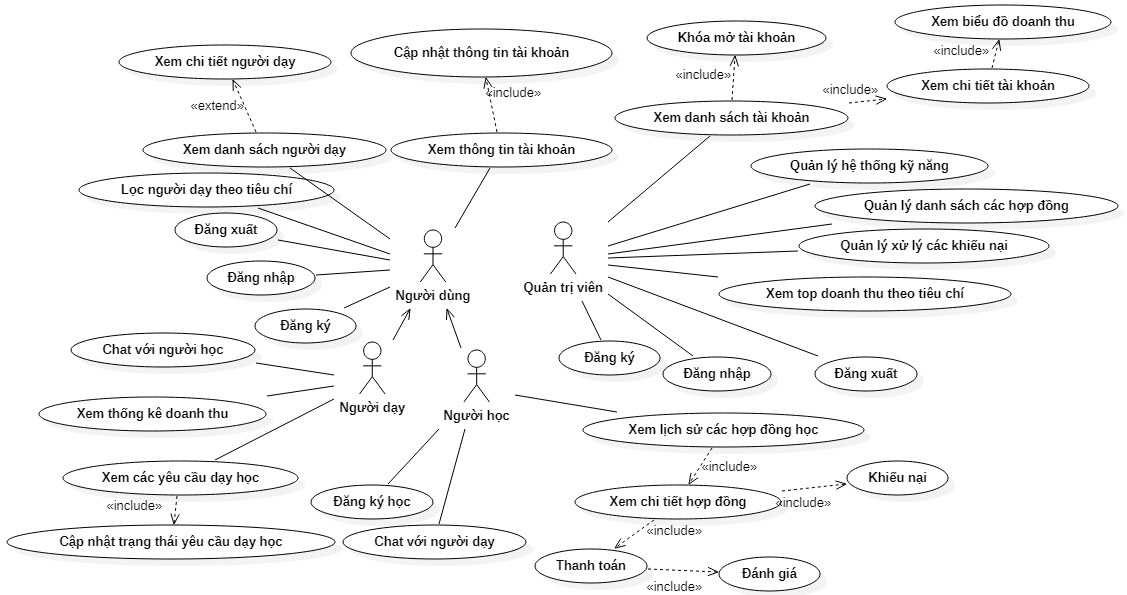 Xem biểu đồ doanh thu
Khóa mở tài khoản
Cập nhật thông tin tài khoản
«include»
Xem chi tiết người dạy
«include»
Xem chi tiết tài khoản
«include»
«include»
«extend»
Xem danh sách tài khoản
Xem danh sách người dạy
Xem thông tin tài khoản
Quản lý hệ thống kỹ năng
Lọc người dạy theo tiêu chí
Quản lý danh sách các hợp đồng
Đăng xuất
Quản lý xử lý các khiếu nại
Đăng nhập
Người dùng
Quản trị viên
Xem top doanh thu theo tiêu chí
Đăng ký
Chat với người học
Đăng ký
Đăng nhập
Đăng xuất
Người dạy
Xem thống kê doanh thu
Người học
Xem lịch sử các hợp đồng học
«include»
Xem các yêu cầu dạy học
Khiếu nại
«include»
Đăng ký học
Xem chi tiết hợp đồng
«include»
«include»
Cập nhật trạng thái yêu cầu dạy học
Chat với người dạy
Thanh toán
Đánh giá
«include»